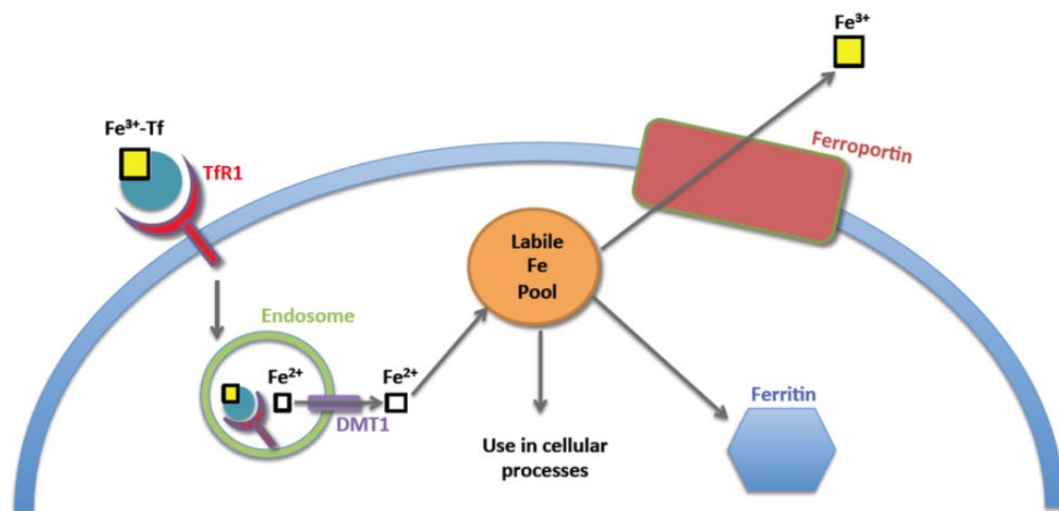 Fe³⁺
Fe³⁺-Tf
TfR1
Ferroportin
Labile
Fe
Pool
Endosome
Fe²⁺
Fe²⁺
DMT1
Ferritin
Use in cellular
processes